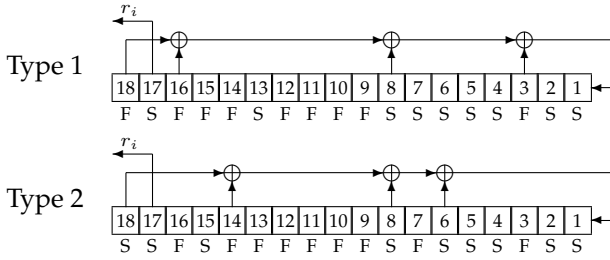 r_i
Type 1
18 17 16 15 14 13 12 11 10 9 8 7 6 5 4 3 2 1
F S F F F S F F F F S S S S S F S S
r_i
Type 2
18 17 16 15 14 13 12 11 10 9 8 7 6 5 4 3 2 1
S S F S F F F F F F S F S S S F S S